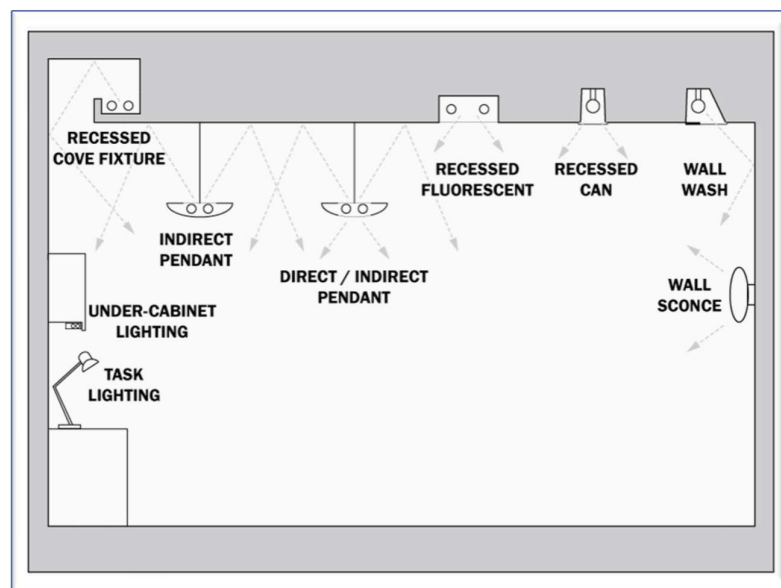 RECESSED
COVE FIXTURE
RECESSED
FLUORESCENT
RECESSED
CAN
WALL
WASH
INDIRECT
PENDANT
DIRECT / INDIRECT
PENDANT
WALL
SCONCE
UNDER-CABINET
LIGHTING
TASK
LIGHTING